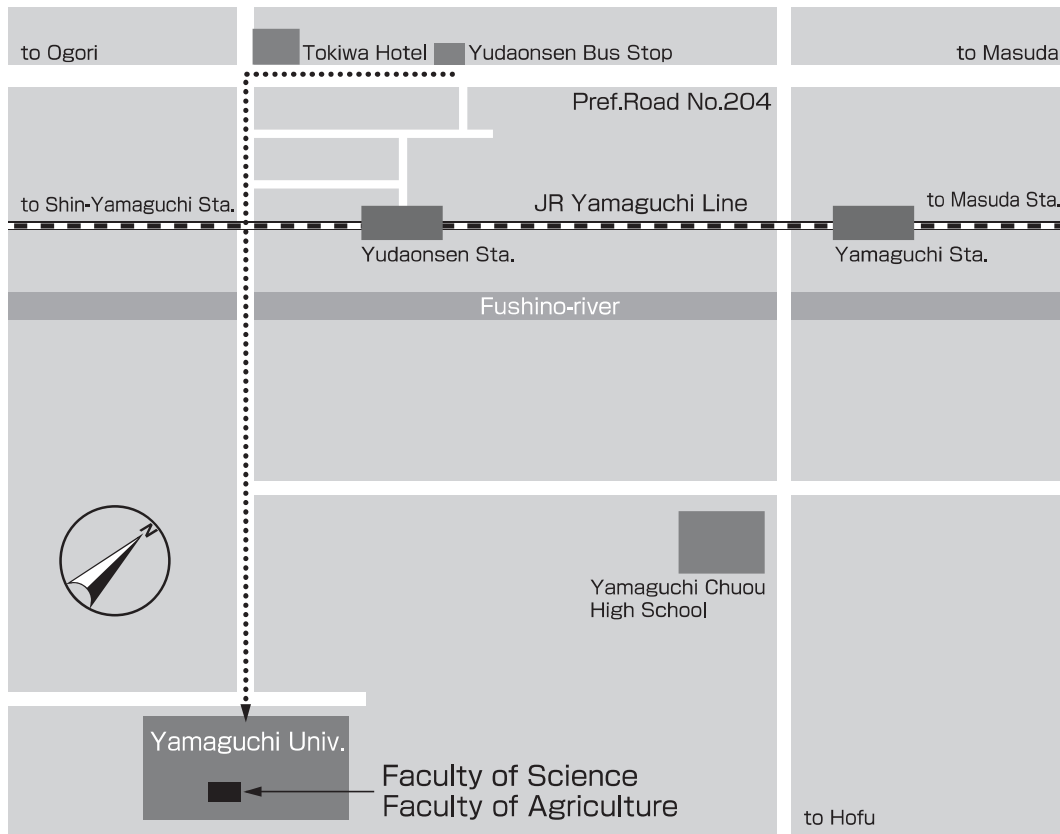 to Ogori
Tokiwa Hotel
Yudaonsen Bus Stop
to Masuda
Pref.Road No.204
to Shin-Yamaguchi Sta.
JR Yamaguchi Line
to Masuda Sta.
Yudaonsen Sta.
Yamaguchi Sta.
Fushino-river
N
Yamaguchi Chuou
High School
Yamaguchi Univ.
Faculty of Science
Faculty of Agriculture
to Hofu